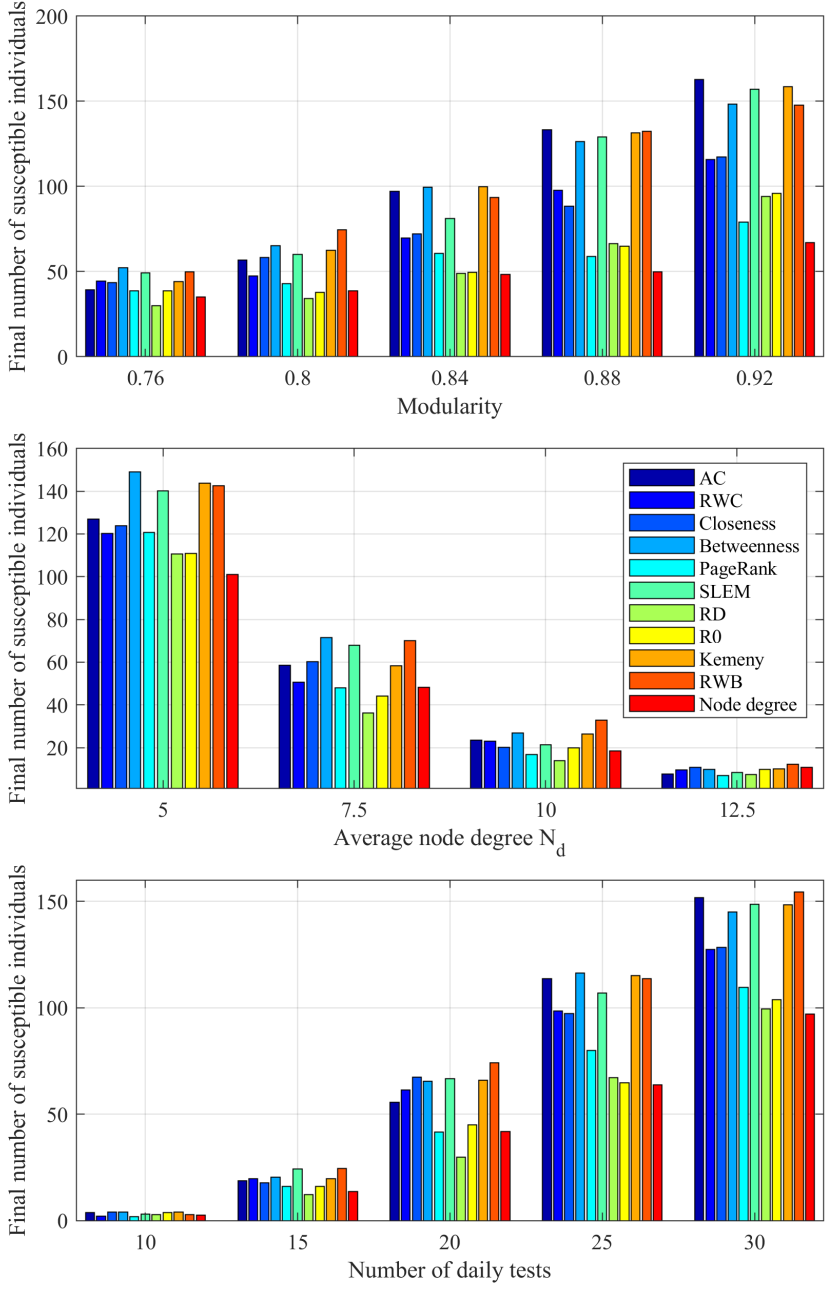 Final number of susceptible individuals
200
150
100
50
0
0.76 0.8 0.84 0.88 0.92
Modularity
Final number of susceptible individuals
160
140
120
100
80
60
40
20
AC
RWC
Closeness
Betweenness
PageRank
SLEM
RD
R0
Kemeny
RWB
Node degree
5 7.5 10 12.5
Average node degree N_d
Final number of susceptible individuals
150
100
50
0
10 15 20 25 30
Number of daily tests